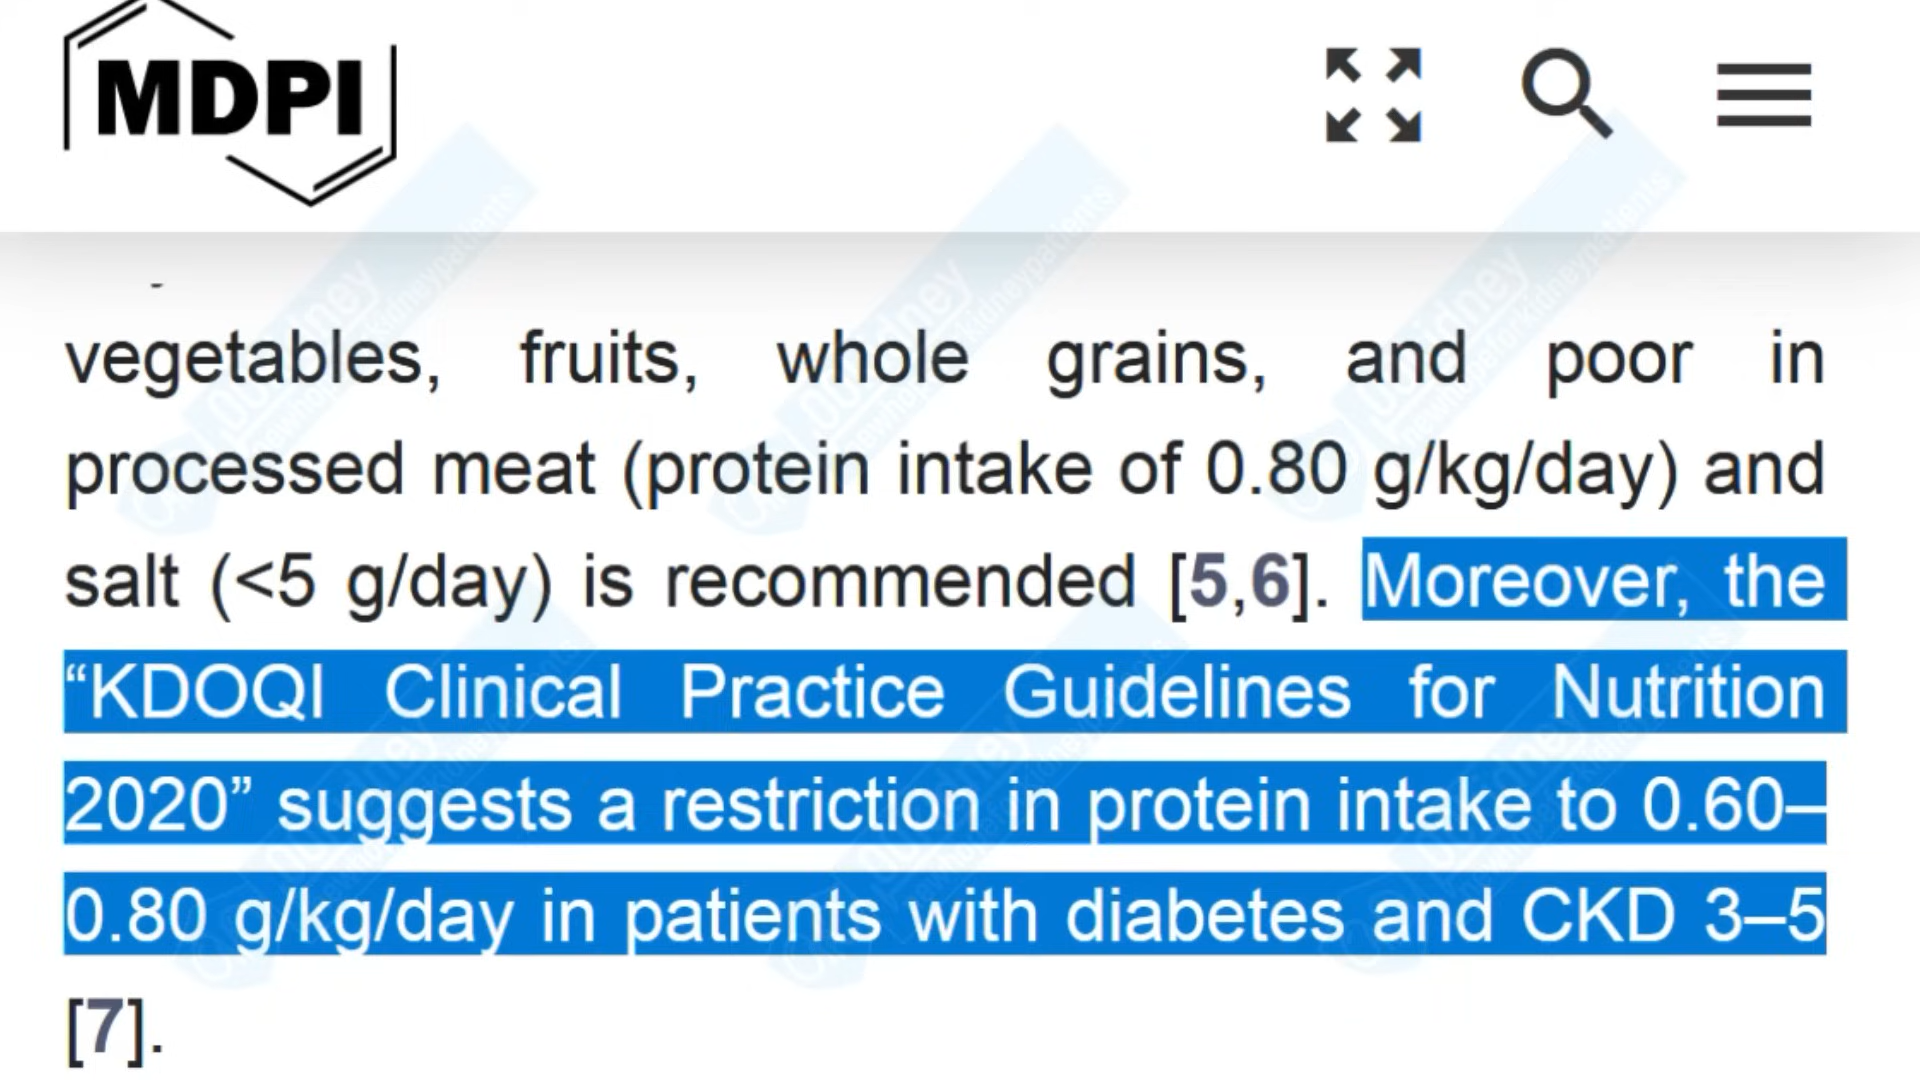 MDPI
vegetables, fruits, whole grains, and poor in
processed meat (protein intake of 0.80 g/kg/day) and
salt (<5 g/day) is recommended [5,6]. Moreover, the
“KDOQI Clinical Practice Guidelines for Nutrition
2020” suggests a restriction in protein intake to 0.60–
0.80 g/kg/day in patients with diabetes and CKD 3–5
[7].